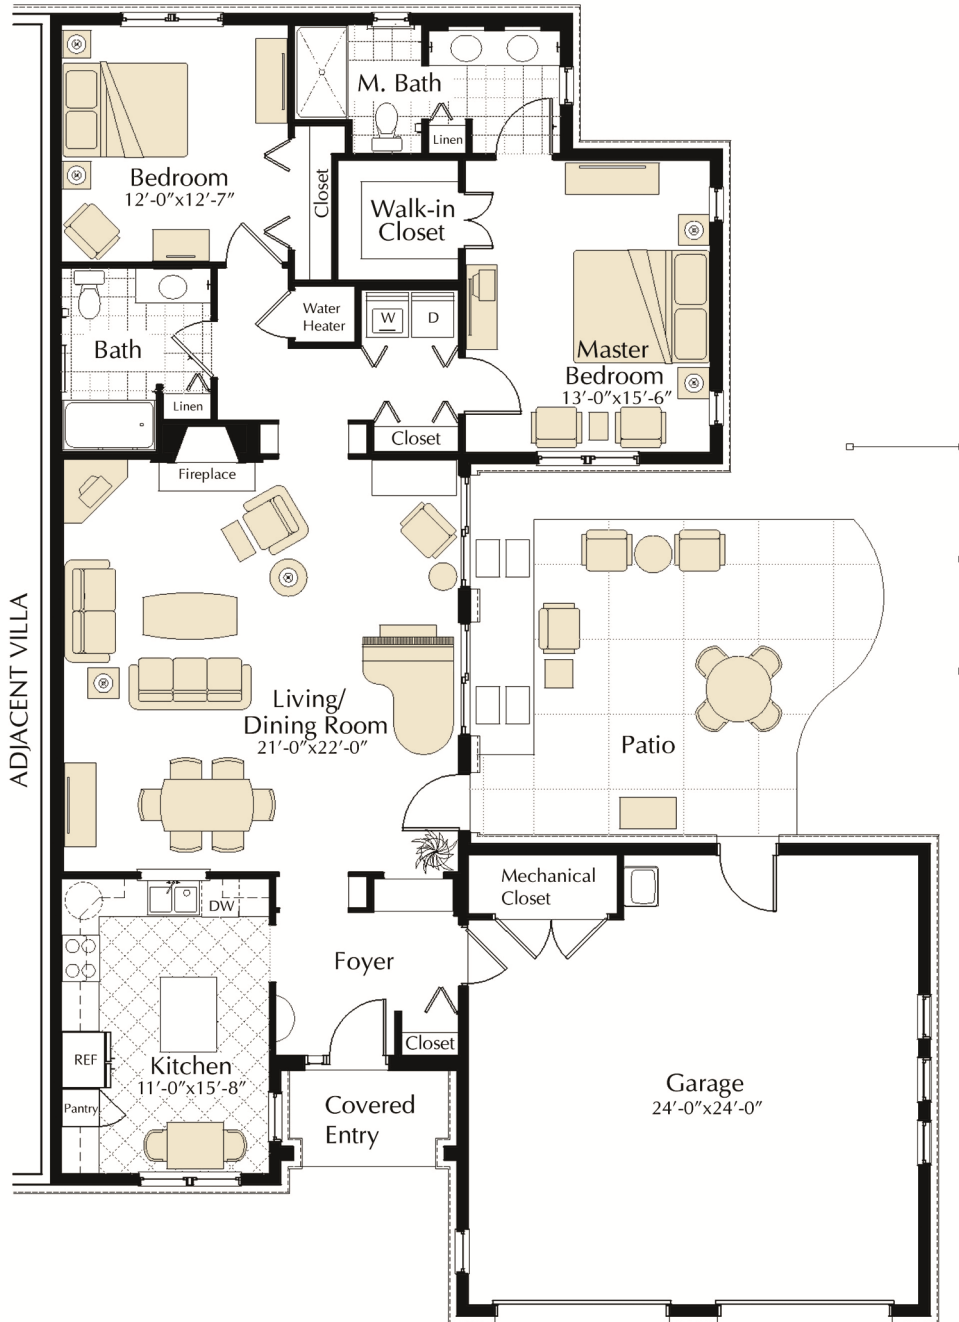 M. Bath
Linen
Bedroom
12'-0"x12'-7"
Closet
Walk-in
Closet
Water
Heater
W
D
Bath
Linen
Master
Bedroom
13'-0"x15'-6"
Closet
Fireplace
ADJACENT VILLA
Living/
Dining Room
21'-0"x22'-0"
Patio
Mechanical
Closet
DW
Foyer
REF
Kitchen
11'-0"x15'-8"
Closet
Pantry
Covered
Entry
Garage
24'-0"x24'-0"